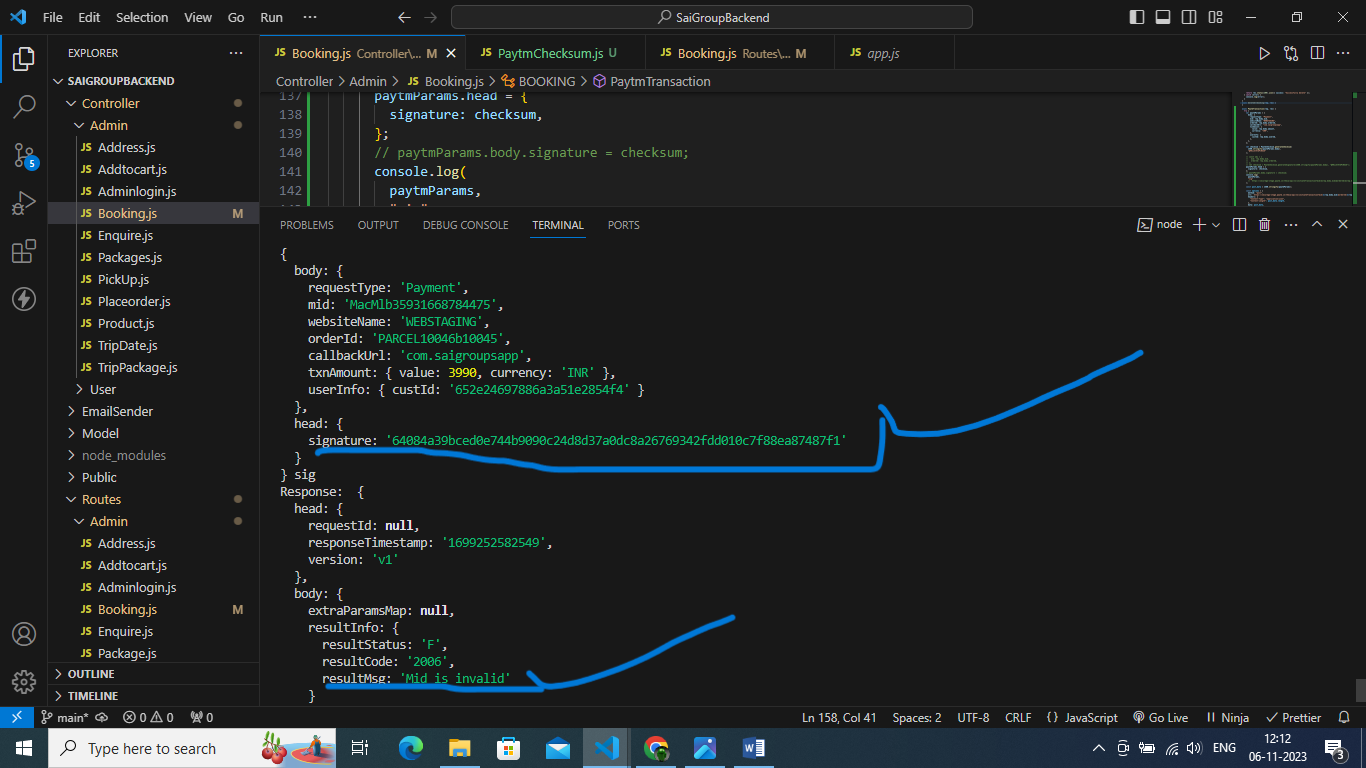 File Edit Selection View Go Run ···
SaiGroupBackend
EXPLORER ···
SAIGROUPBACKEND
Controller
Admin
JS Address.js
JS Addtocart.js
JS Adminlogin.js
JS Booking.js M
JS Enquire.js
JS Packages.js
JS PickUp.js
JS Placeorder.js
JS Product.js
JS TripDate.js
JS TripPackage.js
User
EmailSender
Model
node_modules
Public
Routes
Admin
JS Address.js
JS Addtocart.js
JS Adminlogin.js
JS Booking.js M
JS Enquire.js
JS Package.js
OUTLINE
TIMELINE
5
JS Booking.js Controller\... M
JS PaytmChecksum.js U
JS Booking.js Routes\... M
JS app.js
Controller > Admin > JS Booking.js > BOOKING > PaytmTransaction
137 paytmParams.head = {
138 signature: checksum,
139 };
140 // paytmParams.body.signature = checksum;
141 console.log(
142 paytmParams,
PROBLEMS OUTPUT DEBUG CONSOLE TERMINAL PORTS
node
{
body: {
requestType: 'Payment',
mid: 'MacMlb35931668784475',
websiteName: 'WEBSTAGING',
orderId: 'PARCEL10046b10045',
callbackUrl: 'com.saigroupsapp',
txnAmount: { value: 3990, currency: 'INR' },
userInfo: { custId: '652e24697886a3a51e2854f4' }
},
head: {
signature: '64084a39bced0e744b9090c24d8d37a0dc8a26769342fdd010c7f88ea87487f1'
}
} sig
Response: {
head: {
requestId: null,
responseTimestamp: '1699252582549',
version: 'v1'
},
body: {
extraParamsMap: null,
resultInfo: {
resultStatus: 'F',
resultCode: '2006',
resultMsg: 'Mid is invalid'
}
main* 0 0 0
Ln 158, Col 41 Spaces: 2 UTF-8 CRLF {} JavaScript Go Live Ninja Prettier
Type here to search
ENG
12:12
06-11-2023
3